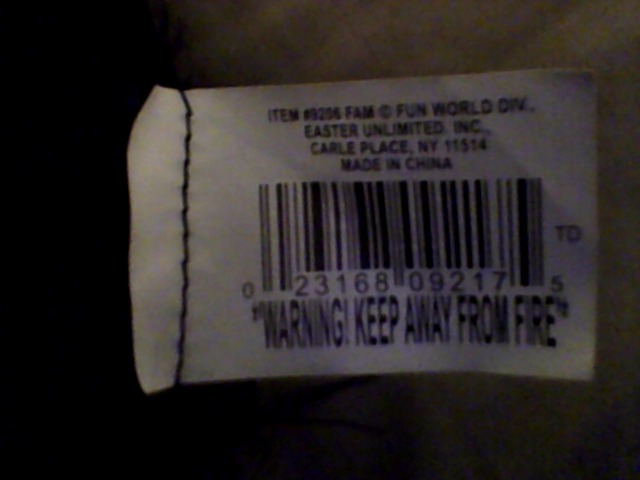 ITEM #9206 FAM © FUN WORLD DIV.,
EASTER UNLIMITED, INC.,
CARLE PLACE, NY 11514
MADE IN CHINA
TD
0 23168 09217 5
"WARNING! KEEP AWAY FROM FIRE"